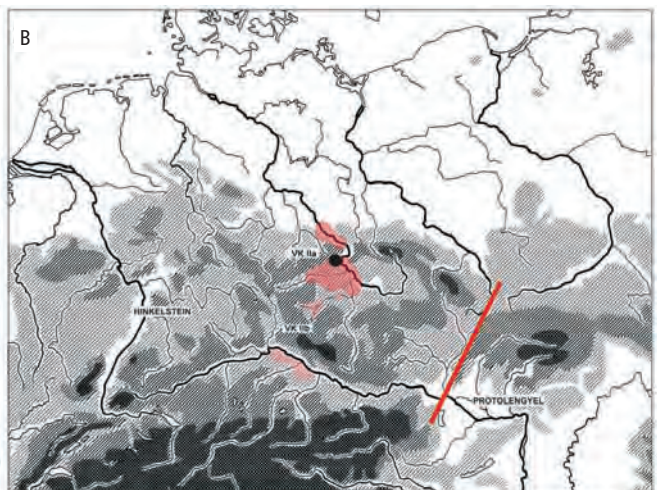 B
VK IIa
HINKELSTEIN
VK IIb
PROTOLENGYEL